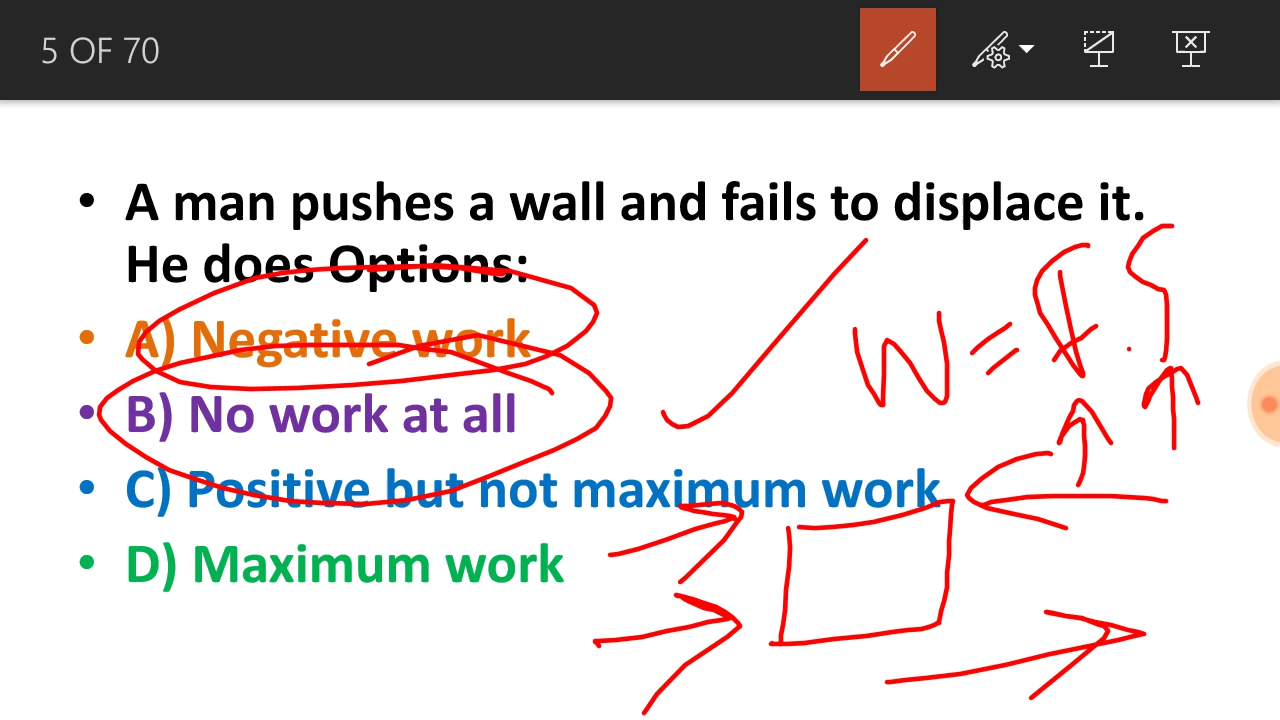 5 OF 70
• A man pushes a wall and fails to displace it.
He does Options:
• A) Negative work
• B) No work at all
• C) Positive but not maximum work
• D) Maximum work
W = F . S